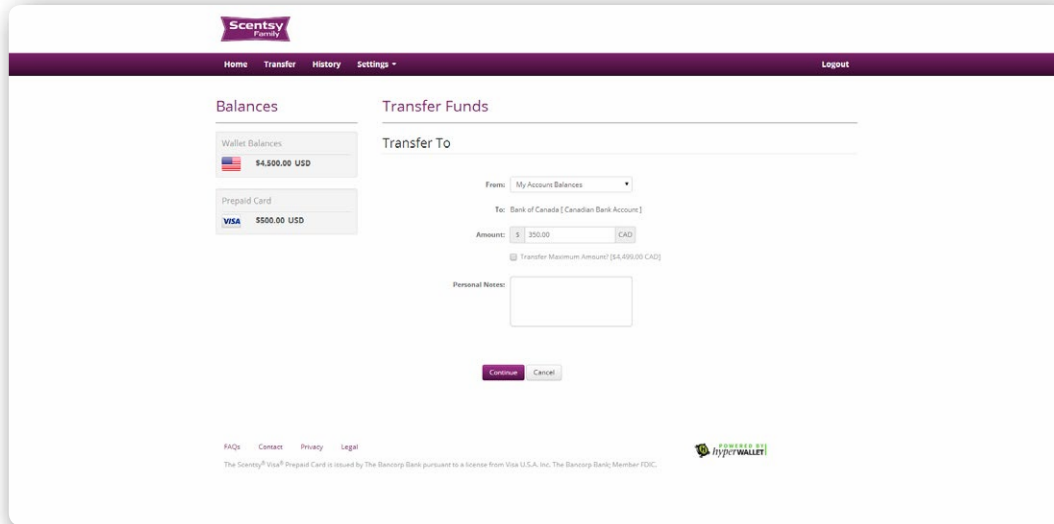 Scentsy
Family
Home Transfer History Settings Logout
Balances
Wallet Balances
$4,500.00 USD
Prepaid Card
VISA $500.00 USD
Transfer Funds
Transfer To
From: My Account Balances
To: Bank of Canada [ Canadian Bank Account ]
Amount: $ 350.00 CAD
Transfer Maximum Amount? [$4,499.00 CAD]
Personal Notes:
Continue Cancel
FAQs Contact Privacy Legal
The Scentsy® Visa® Prepaid Card is issued by The Bancorp Bank pursuant to a license from Visa U.S.A. Inc. The Bancorp Bank; Member FDIC.
POWERED BY
hyperWALLET